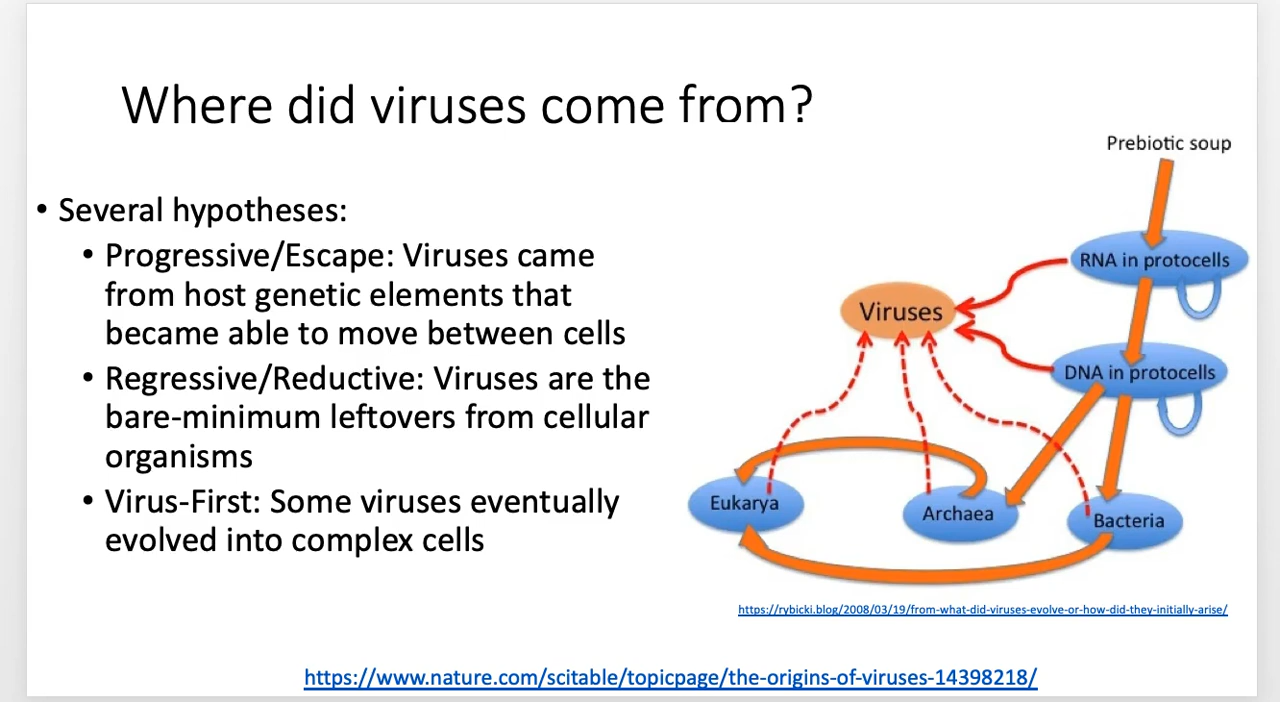 Where did viruses come from?
• Several hypotheses:
• Progressive/Escape: Viruses came
from host genetic elements that
became able to move between cells
• Regressive/Reductive: Viruses are the
bare-minimum leftovers from cellular
organisms
• Virus-First: Some viruses eventually
evolved into complex cells
Prebiotic soup
RNA in protocells
Viruses
DNA in protocells
Eukarya
Archaea
Bacteria
https://rybicki.blog/2008/03/19/from-what-did-viruses-evolve-or-how-did-they-initially-arise/
https://www.nature.com/scitable/topicpage/the-origins-of-viruses-14398218/